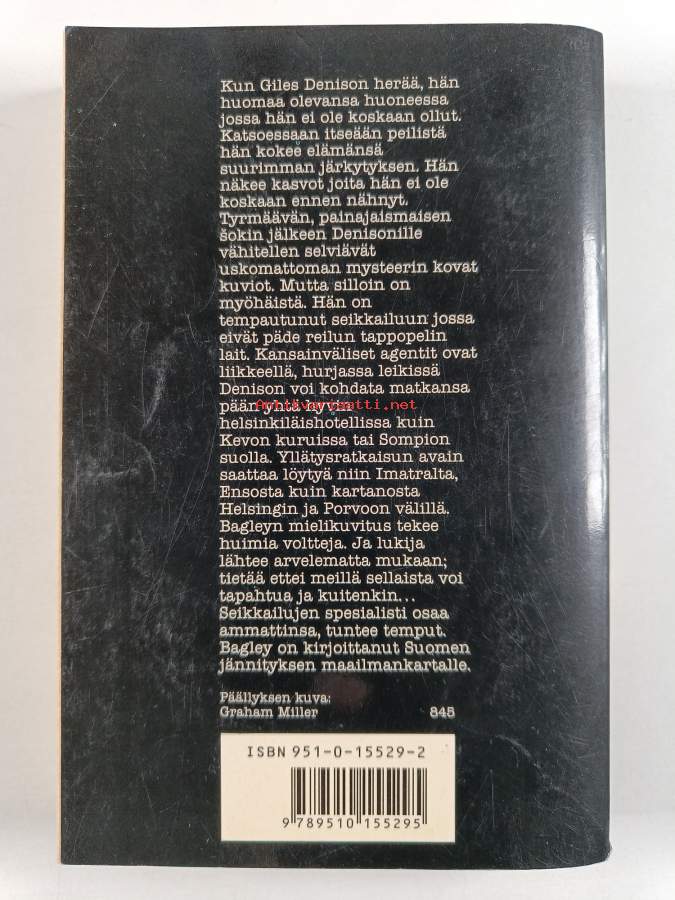 Kun Giles Denison herää, hän
huomaa olevansa huoneessa
jossa hän ei ole koskaan ollut.
Katsoessaan itseään peilistä
hän kokee elämänsä
suurimman järkytyksen. Hän
näkee kasvot joita hän ei ole
koskaan ennen nähnyt.
Tyrmäävän, painajaismaisen
šokin jälkeen Denisonille
vähitellen selviävät
uskomattoman mysteerin kovat
kuviot. Mutta silloin on
myöhäistä. Hän on
tempautunut seikkailuun jossa
eivät päde reilun tappopelin
lait. Kansainväliset agentit ovat
liikkeellä, hurjassa leikissä
Denison voi kohdata matkansa
pään yhtä hyvin
Antikvariaatti.net
helsinkiläishotellissa kuin
Kevon kuruissa tai Sompion
suolla. Yllätysratkaisun avain
saattaa löytyä niin Imatralta,
Ensosta kuin kartanosta
Helsingin ja Porvoon välillä.
Bagleyn mielikuvitus tekee
huimia voltteja. Ja lukija
lähtee arvelematta mukaan;
tietää ettei meillä sellaista voi
tapahtua ja kuitenkin...
Seikkailujen spesialisti osaa
ammattinsa, tuntee temput.
Bagley on kirjoittanut Suomen
jännityksen maailmankartalle.
Päällyksen kuva:
Graham Miller 845
ISBN 951-0-15529-2
9 789510 155295